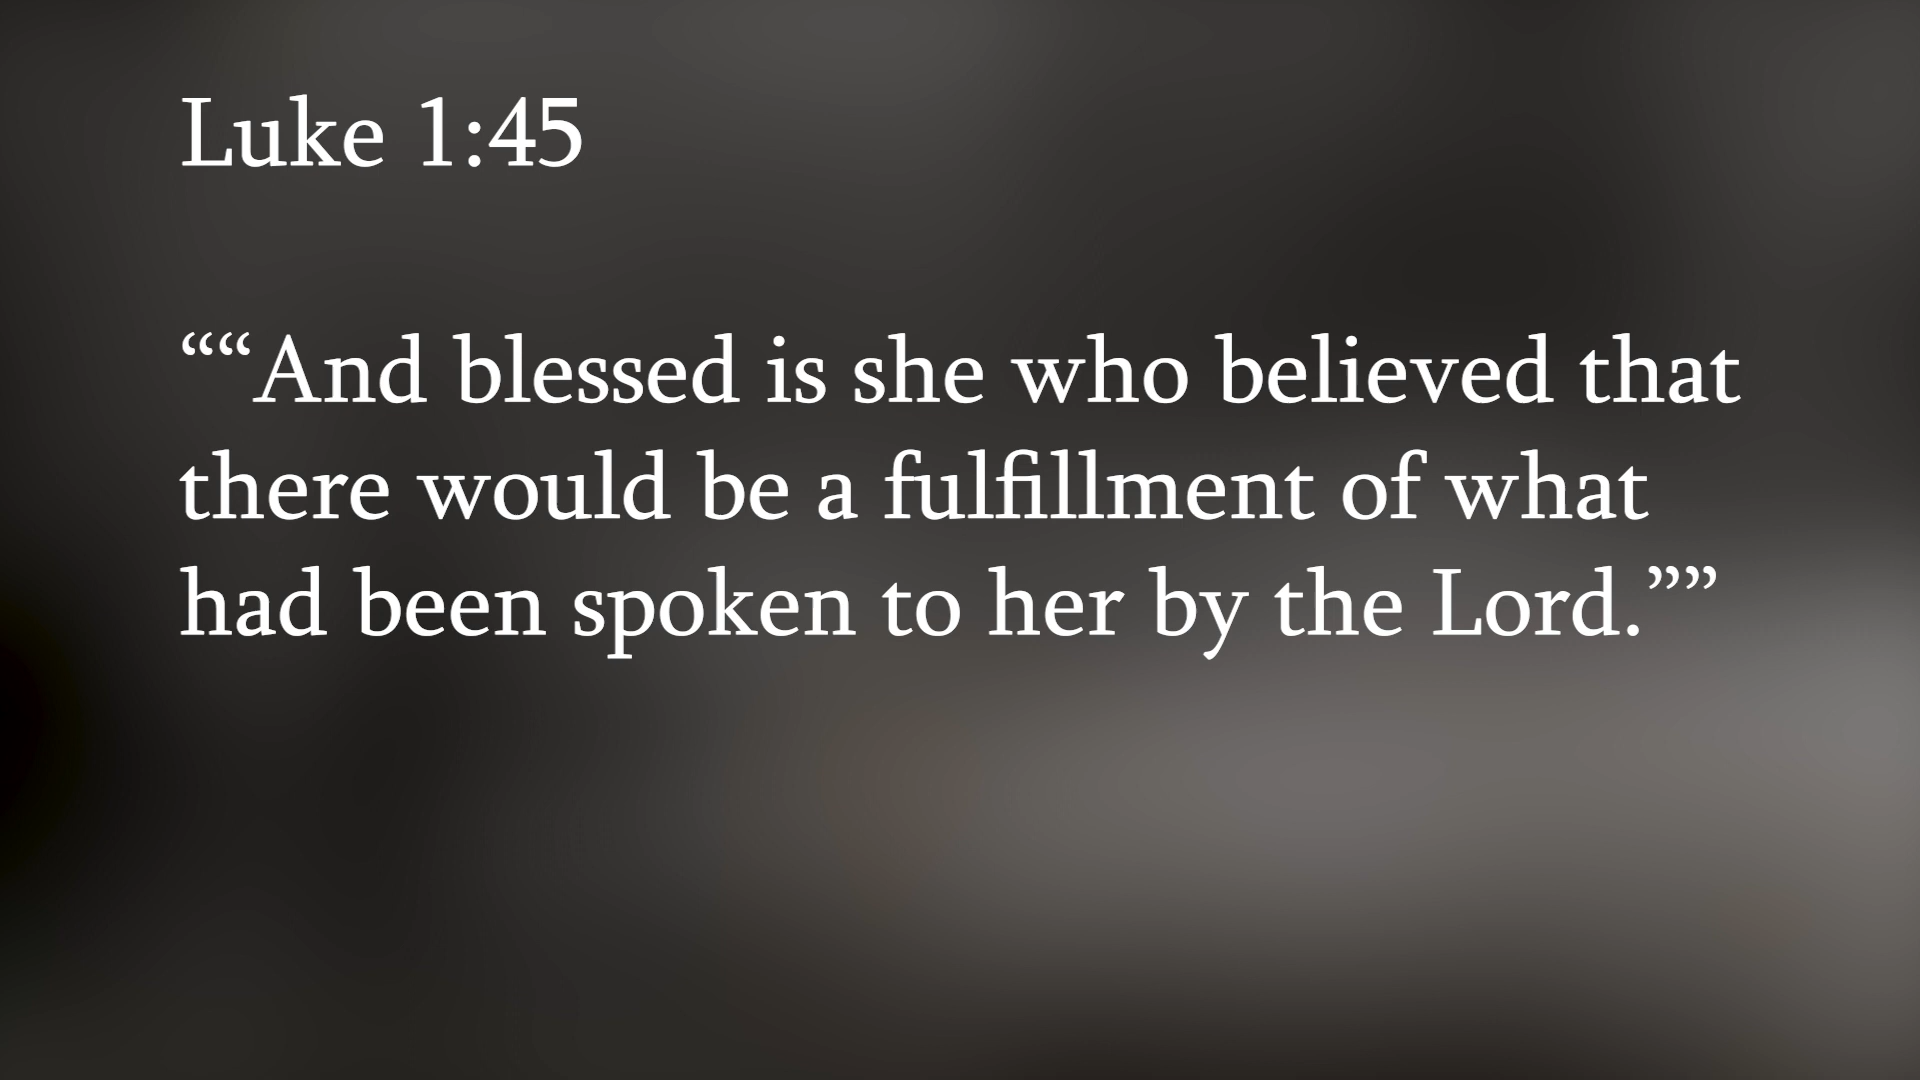 Luke 1:45
““And blessed is she who believed that
there would be a fulfillment of what
had been spoken to her by the Lord.””